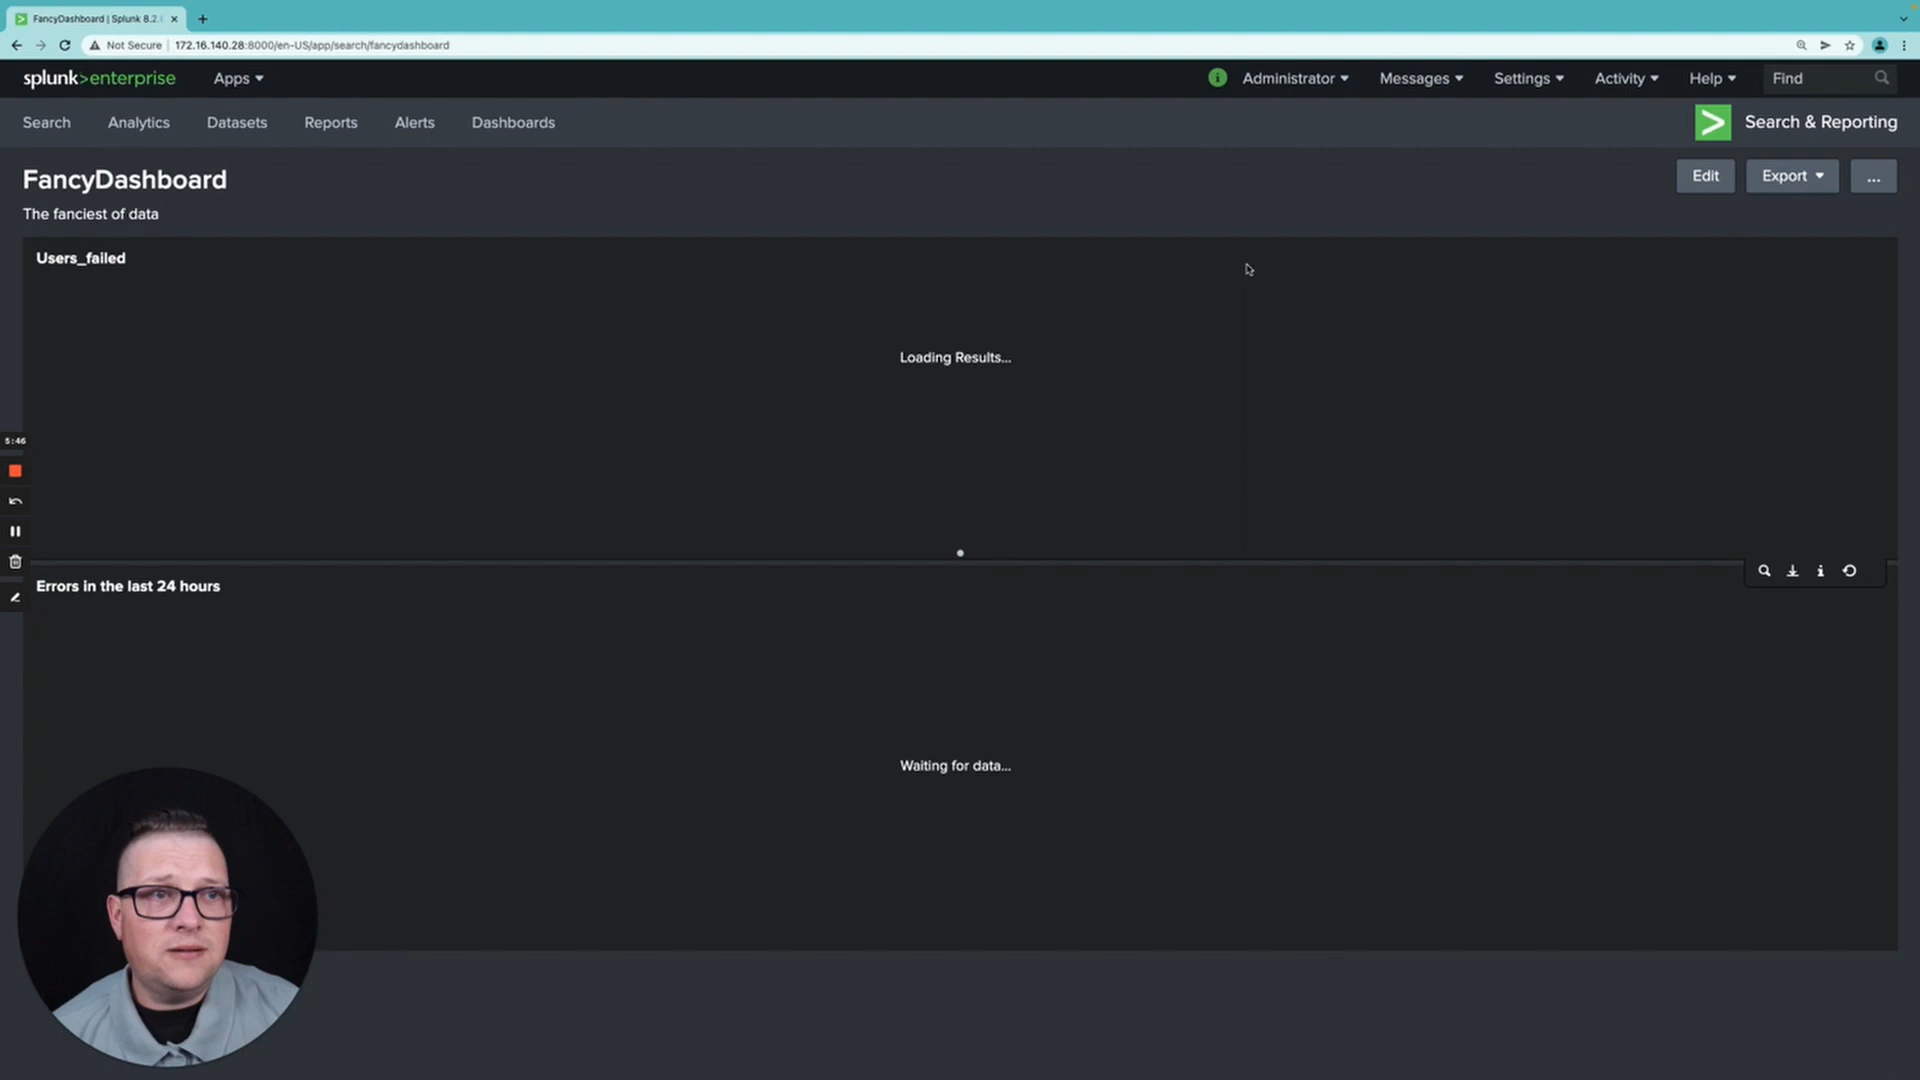 FancyDashboard | Splunk 8.2.
Not Secure
172.16.140.28:8000/en-US/app/search/fancydashboard
splunk>enterprise
Apps
Administrator
Messages
Settings
Activity
Help
Find
Search
Analytics
Datasets
Reports
Alerts
Dashboards
Search & Reporting
FancyDashboard
Edit
Export
...
The fanciest of data
Users_failed
Loading Results...
5:46
Errors in the last 24 hours
Waiting for data...